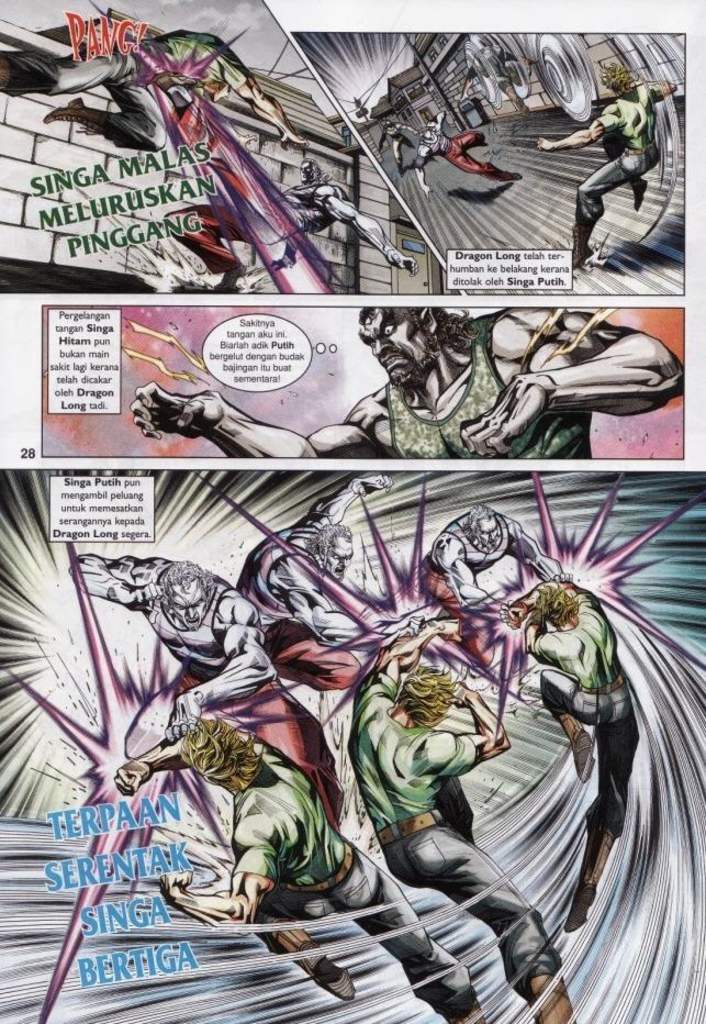 PANG!
SINGA MALAS
MELURUSKAN
PINGGANG
Dragon Long telah ter-
humban ke belakang kerana
ditolak oleh Singa Putih.
Pergelangan
tangan Singa
Hitam pun
bukan main
sakit lagi kerana
telah dicakar
oleh Dragon
Long tadi.
Sakitnya
tangan aku ini.
Biarlah adik Putih
bergelut dengan budak
bajingan itu buat
sementara!
28
Singa Putih pun
mengambil peluang
untuk memesatkan
serangannya kepada
Dragon Long segera.
TERPAAN
SERENTAK
SINGA
BERTIGA